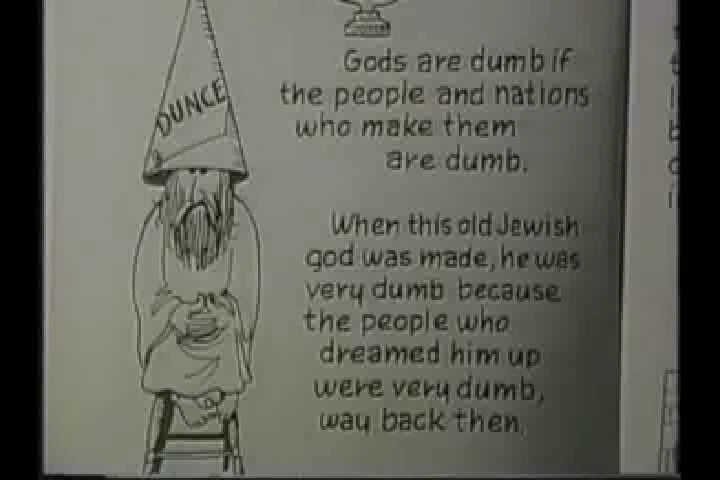 DUNCE
Gods are dumb if
the people and nations
who make them
are dumb.
When this old Jewish
god was made, he was
very dumb because
the people who
dreamed him up
were very dumb,
way back then.